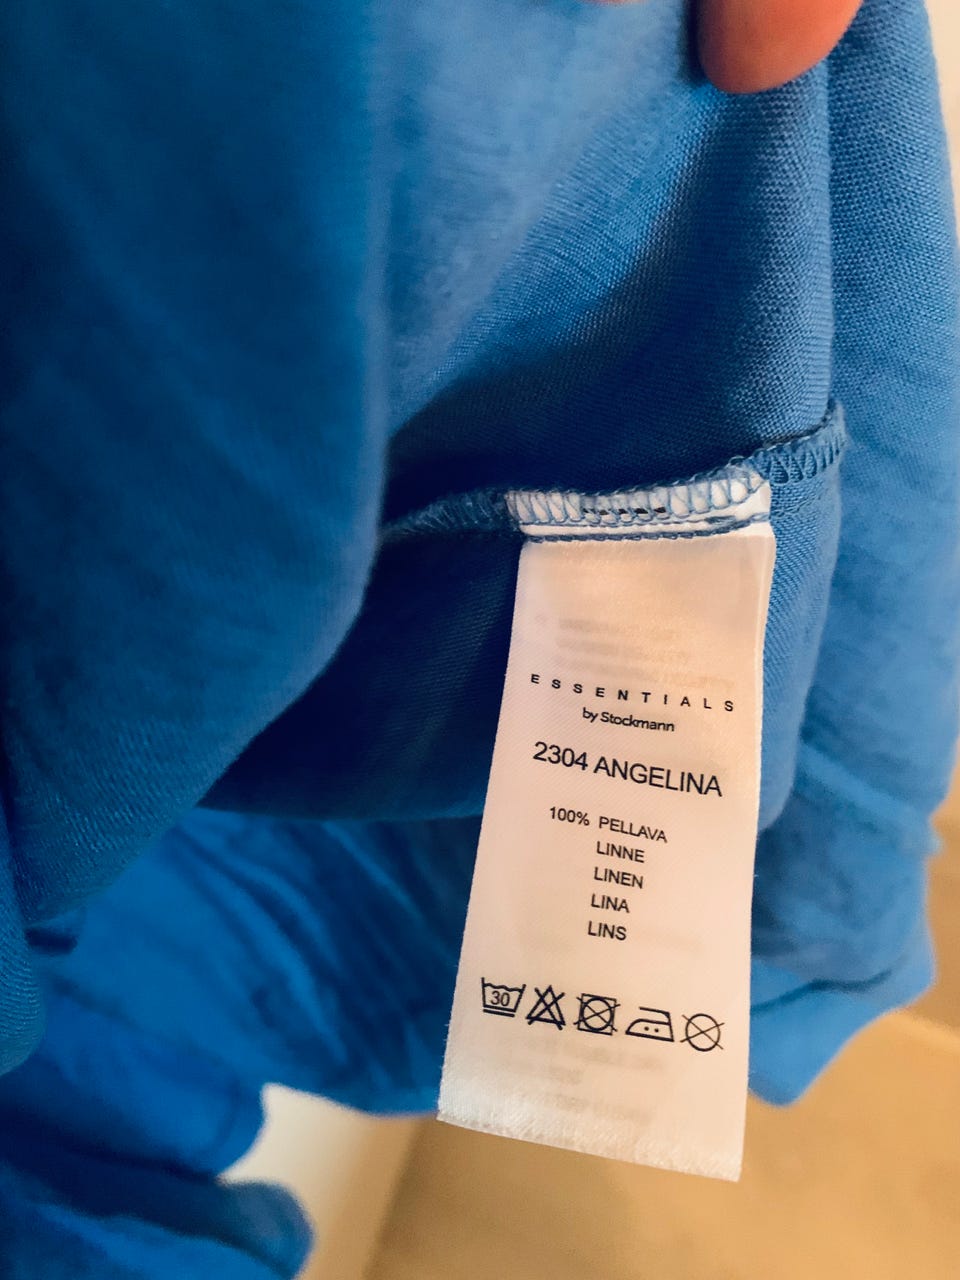 ESSENTIALS
by Stockmann
2304 ANGELINA
100% PELLAVA
LINNE
LINEN
LINA
LINS
30